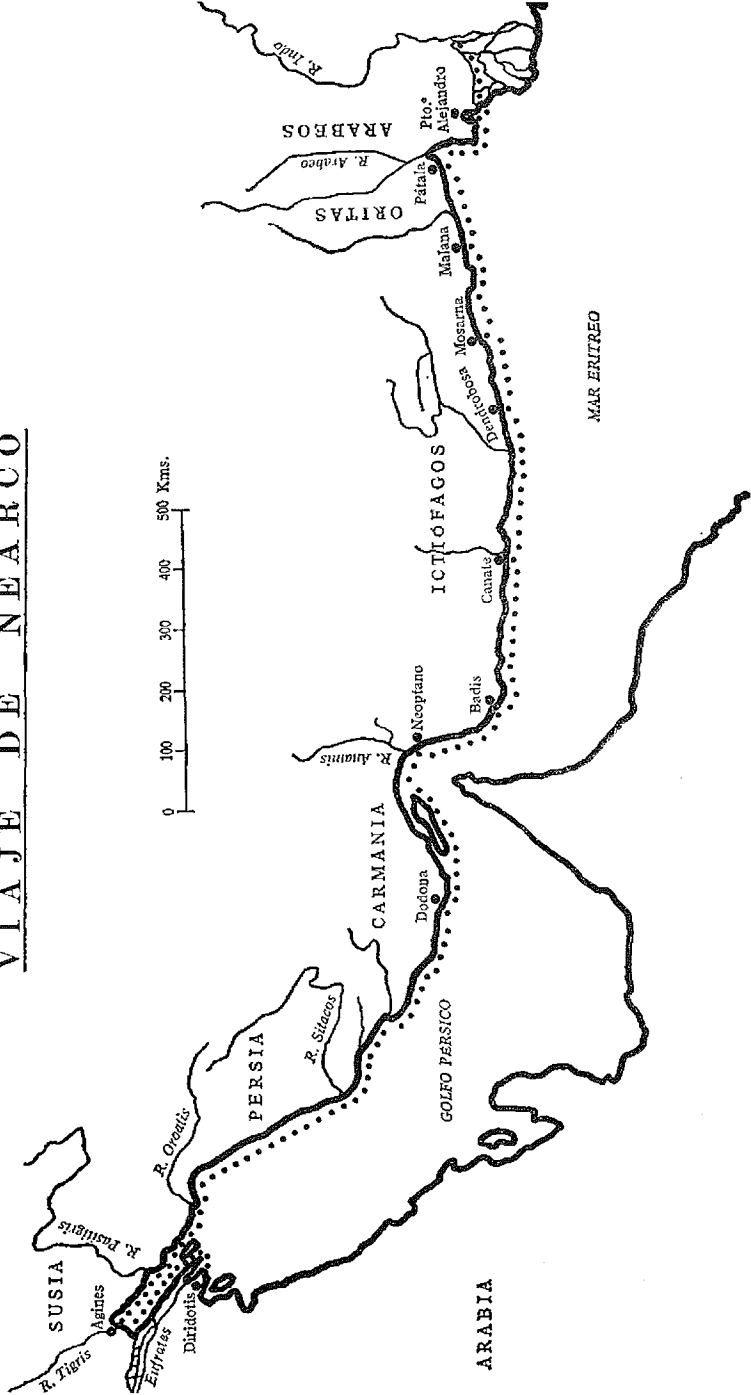 VIAJE DE NEARCO
0 100 200 300 400 500 Kms.
SUSIA
R. Tigris
Agines
R. Pasitigris
Eufrates
Diridotis
R. Oroatis
PERSIA
R. Sitacos
CARMANIA
Dodona
GOLFO PERSICO
ARABIA
R. Anamis
Neoptano
Badis
ICTIÓFAGOS
Canate
Dendrobosa
Mosarna
Malana
ORITAS
R. Arabeo
ARABEOS
Pátala
Pto.º
Alejandro
R. Indo
MAR ERITREO